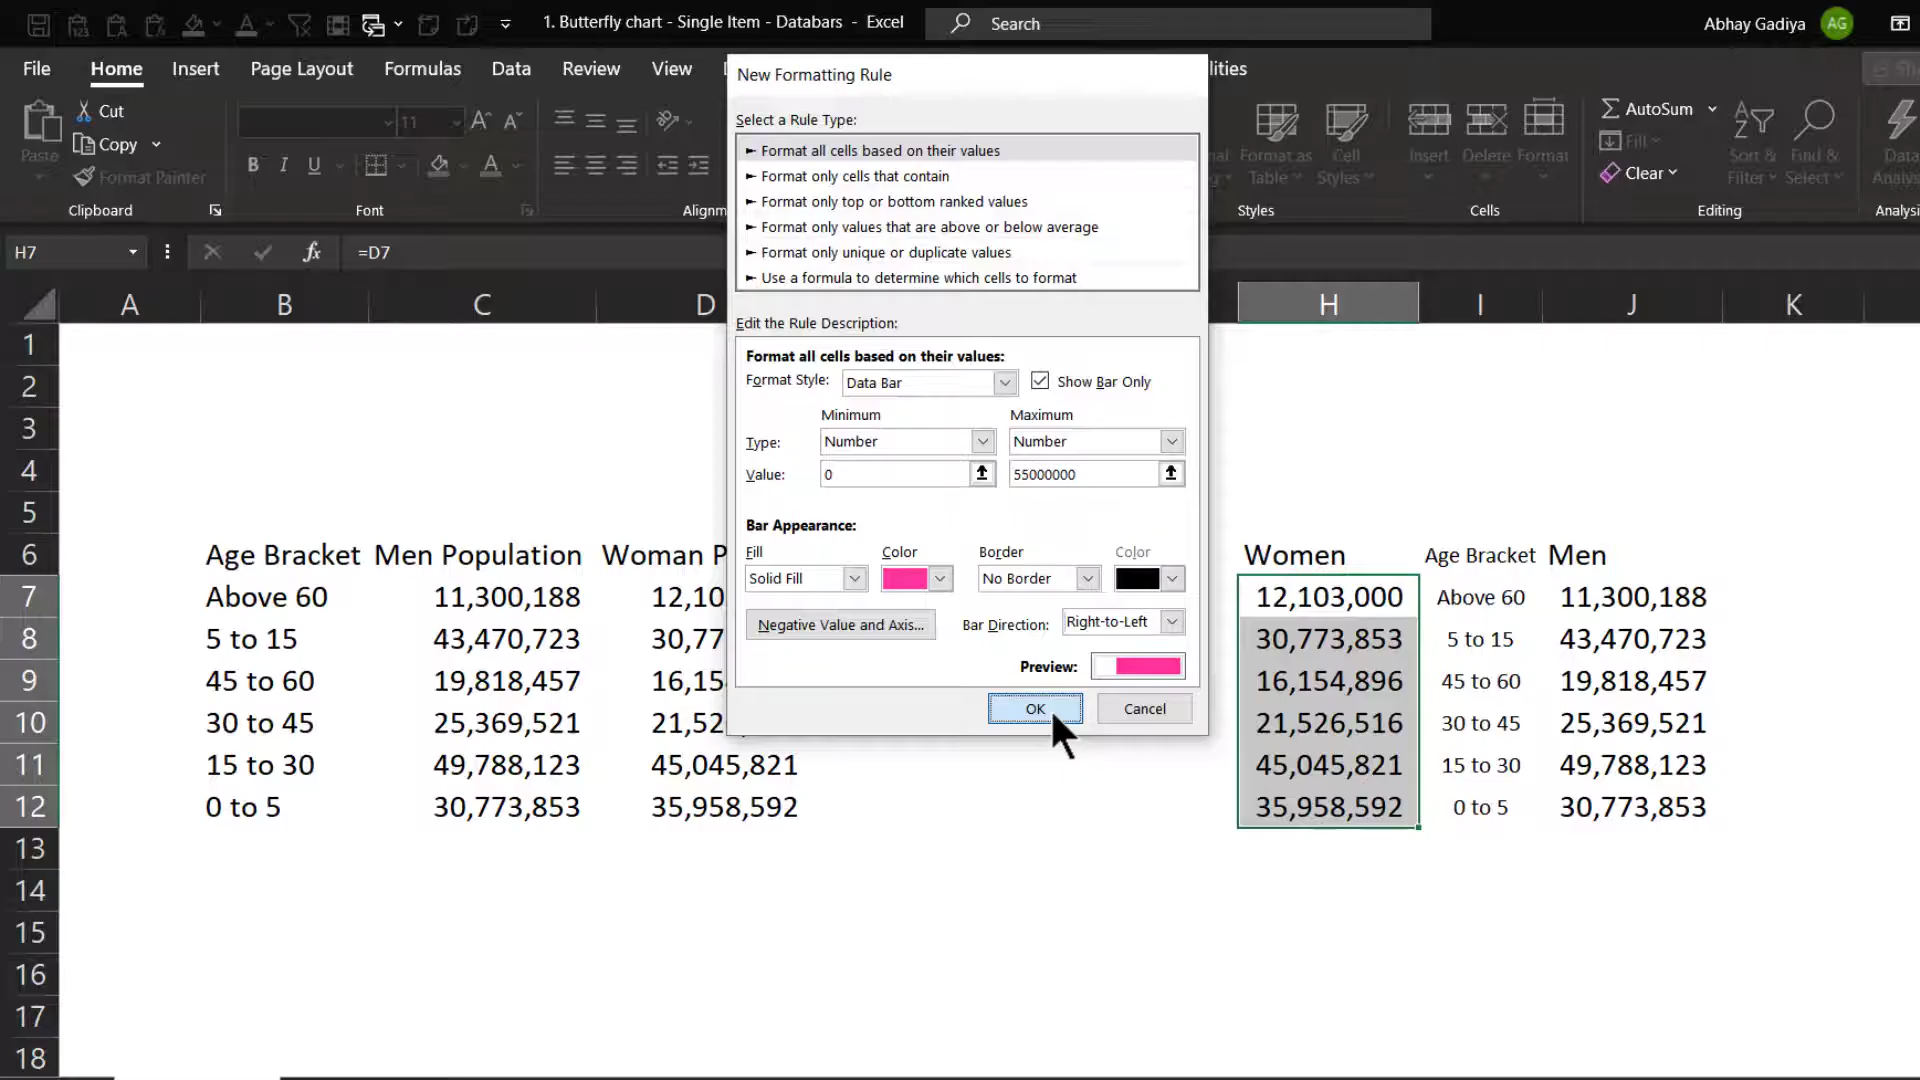 1. Butterfly chart - Single Item - Databars - Excel
Search
Abhay Gadiya
AG
File
Home
Insert
Page Layout
Formulas
Data
Review
View
Cut
Copy
Paste
Format Painter
11
B I U
Format as Table
Cell Styles
Insert
Delete
Format
AutoSum
Fill
Clear
Sort & Filter
Find & Select
Clipboard
Font
Styles
Cells
Editing
H7
fx
=D7
New Formatting Rule
Select a Rule Type:
► Format all cells based on their values
► Format only cells that contain
► Format only top or bottom ranked values
► Format only values that are above or below average
► Format only unique or duplicate values
► Use a formula to determine which cells to format
Edit the Rule Description:
Format all cells based on their values:
Format Style: Data Bar Show Bar Only
Minimum Maximum
Type: Number Number
Value: 0 55000000
Bar Appearance:
Fill Color Border Color
Solid Fill No Border
Negative Value and Axis... Bar Direction: Right-to-Left
Preview:
OK Cancel
A B C D H I J K
1
2
3
4
5
6 Age Bracket Men Population Woman P Women Age Bracket Men
7 Above 60 11,300,188 12,10 12,103,000 Above 60 11,300,188
8 5 to 15 43,470,723 30,77 30,773,853 5 to 15 43,470,723
9 45 to 60 19,818,457 16,15 16,154,896 45 to 60 19,818,457
10 30 to 45 25,369,521 21,52 21,526,516 30 to 45 25,369,521
11 15 to 30 49,788,123 45,045,821 45,045,821 15 to 30 49,788,123
12 0 to 5 30,773,853 35,958,592 35,958,592 0 to 5 30,773,853
13
14
15
16
17
18